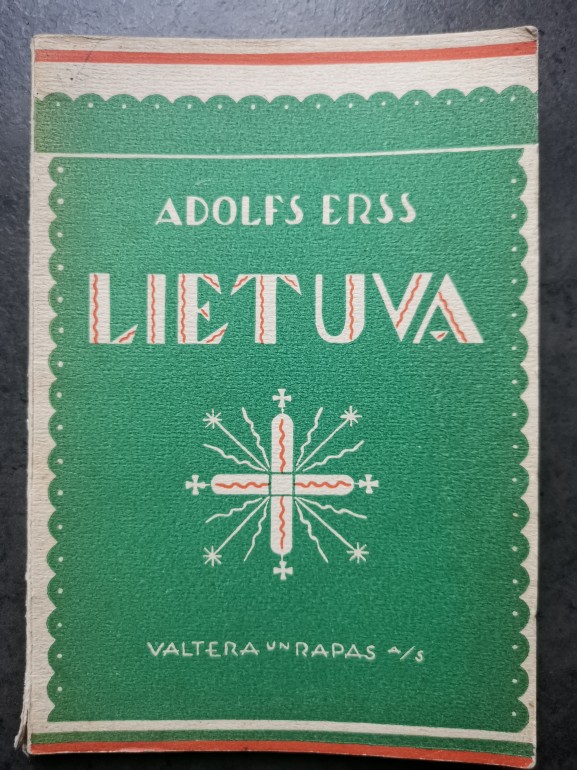 ADOLFS ERSS
LIETUVA
VALTERA UN RAPAS A/S